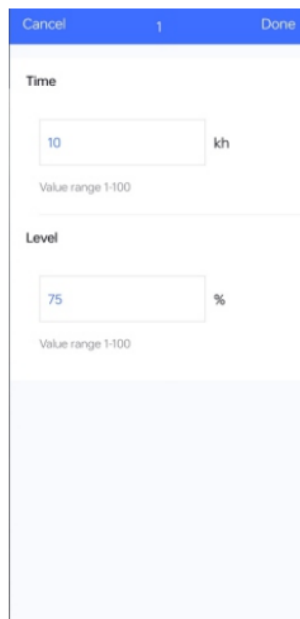 Cancel 1 Done
Time
10 kh
Value range 1-100
Level
75 %
Value range 1-100